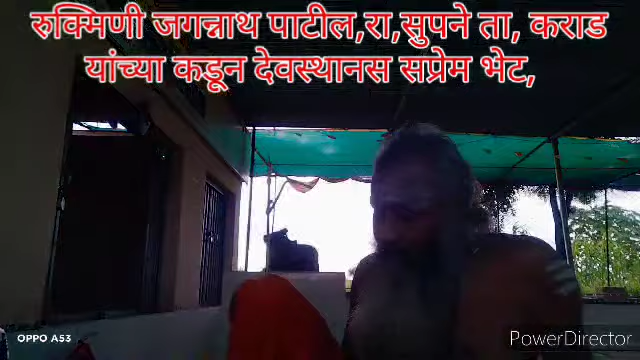 रुक्मिणी जगन्नाथ पाटील,रा,सुपने ता, कराड
यांच्या कडून देवस्थानस सप्रेम भेट,
OPPO A53
PowerDirector